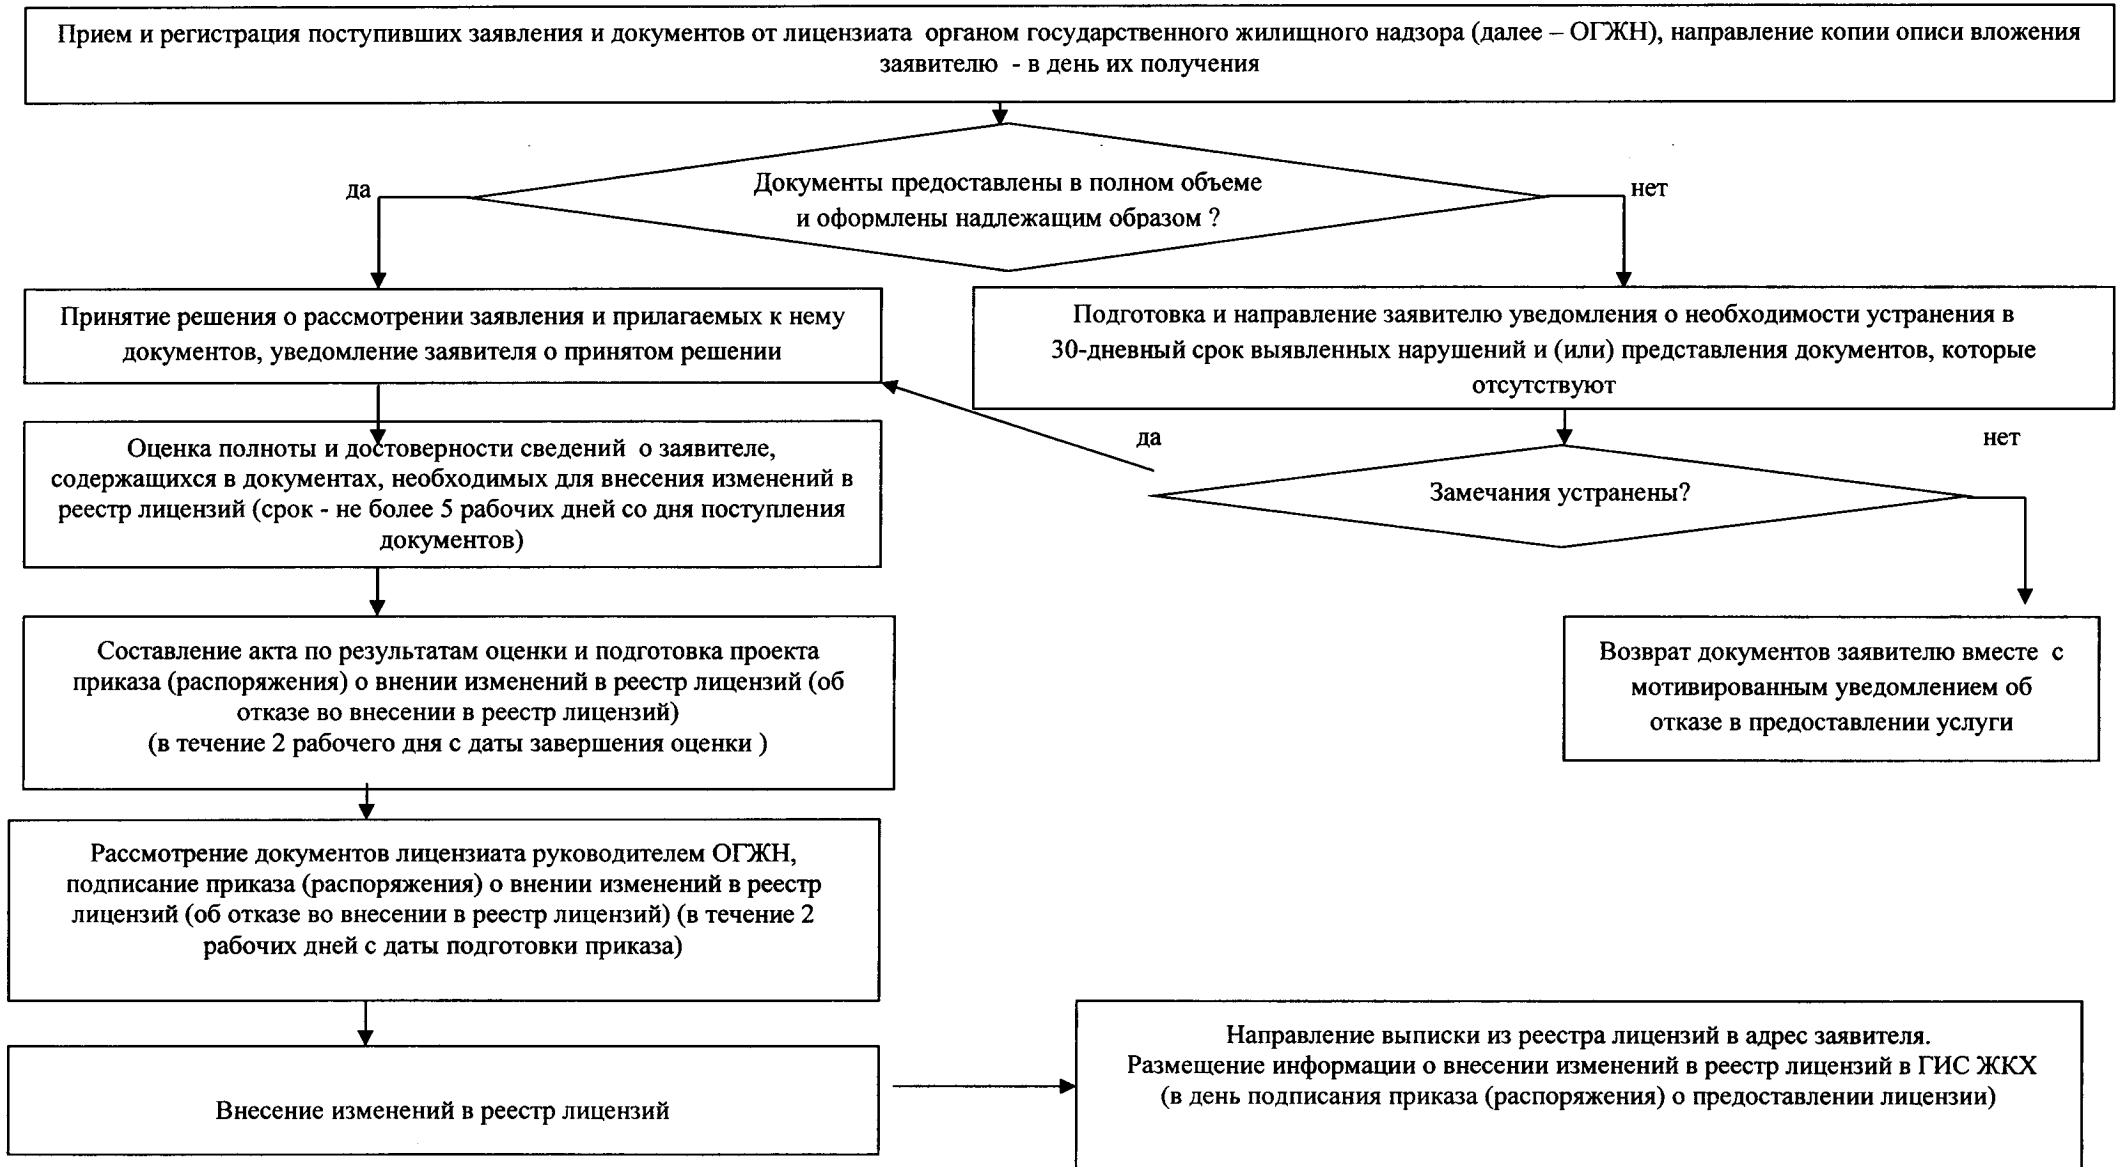 Прием и регистрация поступивших заявления и документов от лицензиата органом государственного жилищного надзора (далее – ОГЖН), направление копии описи вложения
заявителю - в день их получения
да
Документы предоставлены в полном объеме
и оформлены надлежащим образом ?
нет
Принятие решения о рассмотрении заявления и прилагаемых к нему
документов, уведомление заявителя о принятом решении
Подготовка и направление заявителю уведомления о необходимости устранения в
30-дневный срок выявленных нарушений и (или) представления документов, которые
отсутствуют
Оценка полноты и достоверности сведений о заявителе,
содержащихся в документах, необходимых для внесения изменений в
реестр лицензий (срок - не более 5 рабочих дней со дня поступления
документов)
да
нет
Замечания устранены?
Составление акта по результатам оценки и подготовка проекта
приказа (распоряжения) о внении изменений в реестр лицензий (об
отказе во внесении в реестр лицензий)
(в течение 2 рабочего дня с даты завершения оценки )
Возврат документов заявителю вместе с
мотивированным уведомлением об
отказе в предоставлении услуги
Рассмотрение документов лицензиата руководителем ОГЖН,
подписание приказа (распоряжения) о внении изменений в реестр
лицензий (об отказе во внесении в реестр лицензий) (в течение 2
рабочих дней с даты подготовки приказа)
Внесение изменений в реестр лицензий
Направление выписки из реестра лицензий в адрес заявителя.
Размещение информации о внесении изменений в реестр лицензий в ГИС ЖКХ
(в день подписания приказа (распоряжения) о предоставлении лицензии)